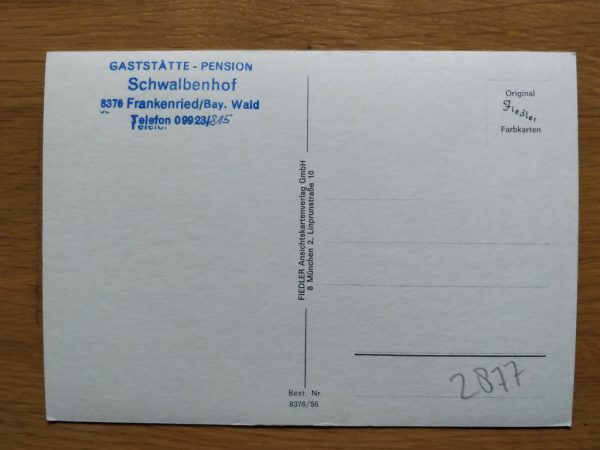 GASTSTÄTTE - PENSION
Schwalbenhof
8376 Frankenried/Bay. Wald
Telefon 09923/815
FIEDLER Ansichtskartenverlag GmbH
8 München 2, Linprunstraße 10
Best. Nr.
8376/56
Original
Fiedler
Farbkarten
2877